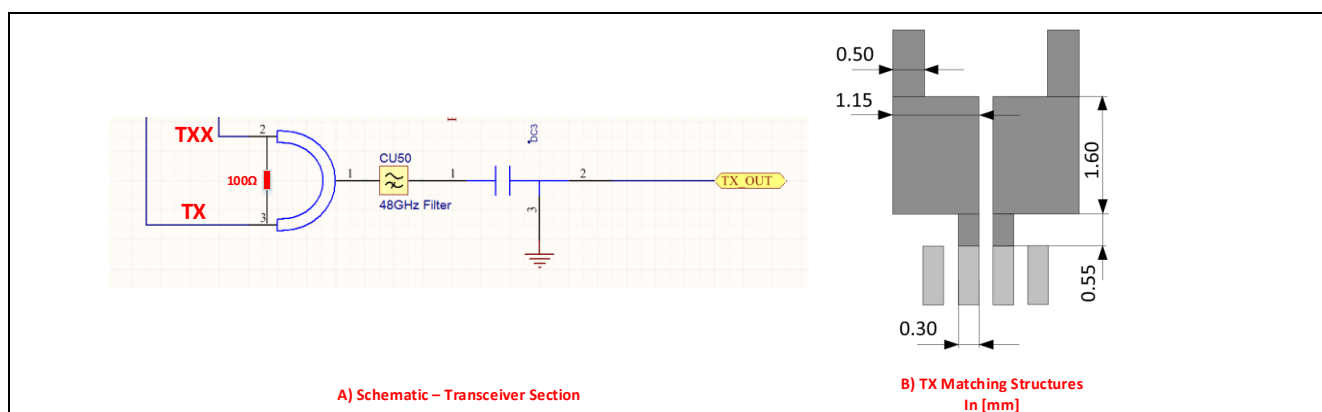 TXX
2
100Ω
TX
3
1
CU50
48GHz Filter
1
DC3
2
3
TX_OUT
A) Schematic – Transceiver Section
0.50
1.15
1.60
0.55
0.30
B) TX Matching Structures
In [mm]